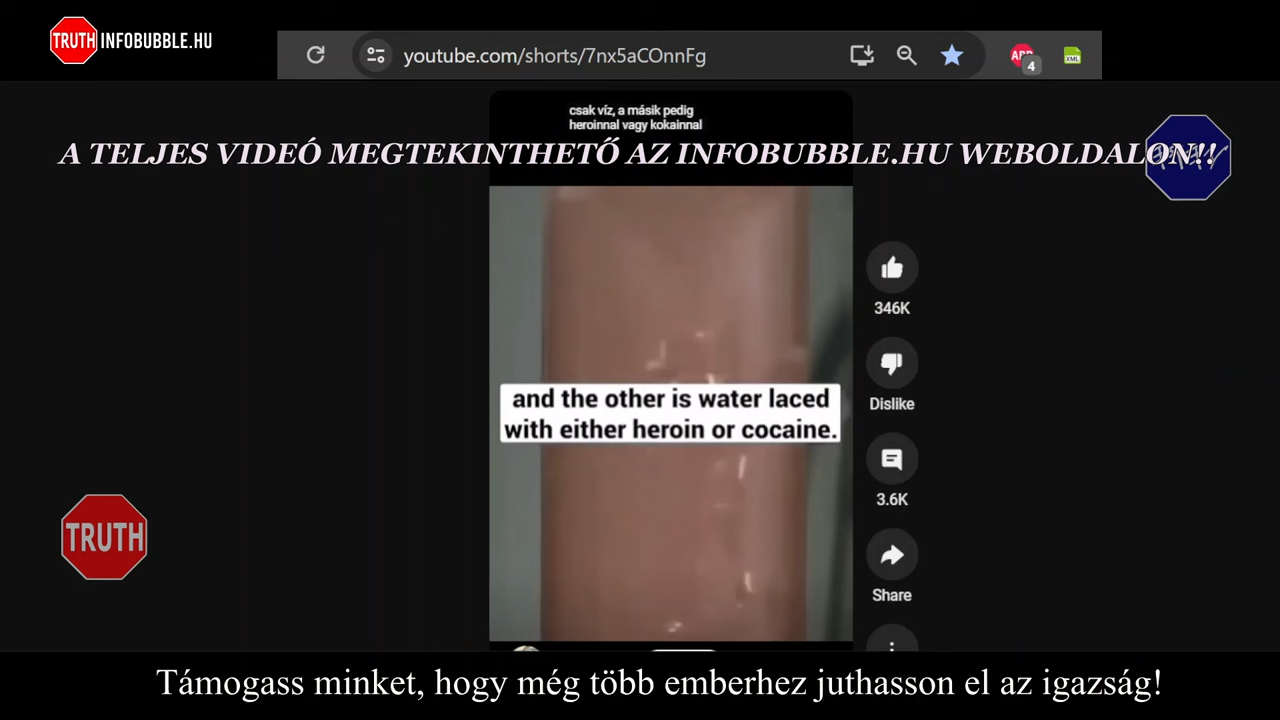 TRUTH INFOBUBBLE.HU
youtube.com/shorts/7nx5aCOnnFg
4
XML
csak víz, a másik pedig
heroinnal vagy kokainnal
A TELJES VIDEÓ MEGTEKINTHETŐ AZ INFOBUBBLE.HU WEBOLDALON!!
346K
and the other is water laced
with either heroin or cocaine.
Dislike
3.6K
TRUTH
Share
Támogass minket, hogy még több emberhez juthasson el az igazság!